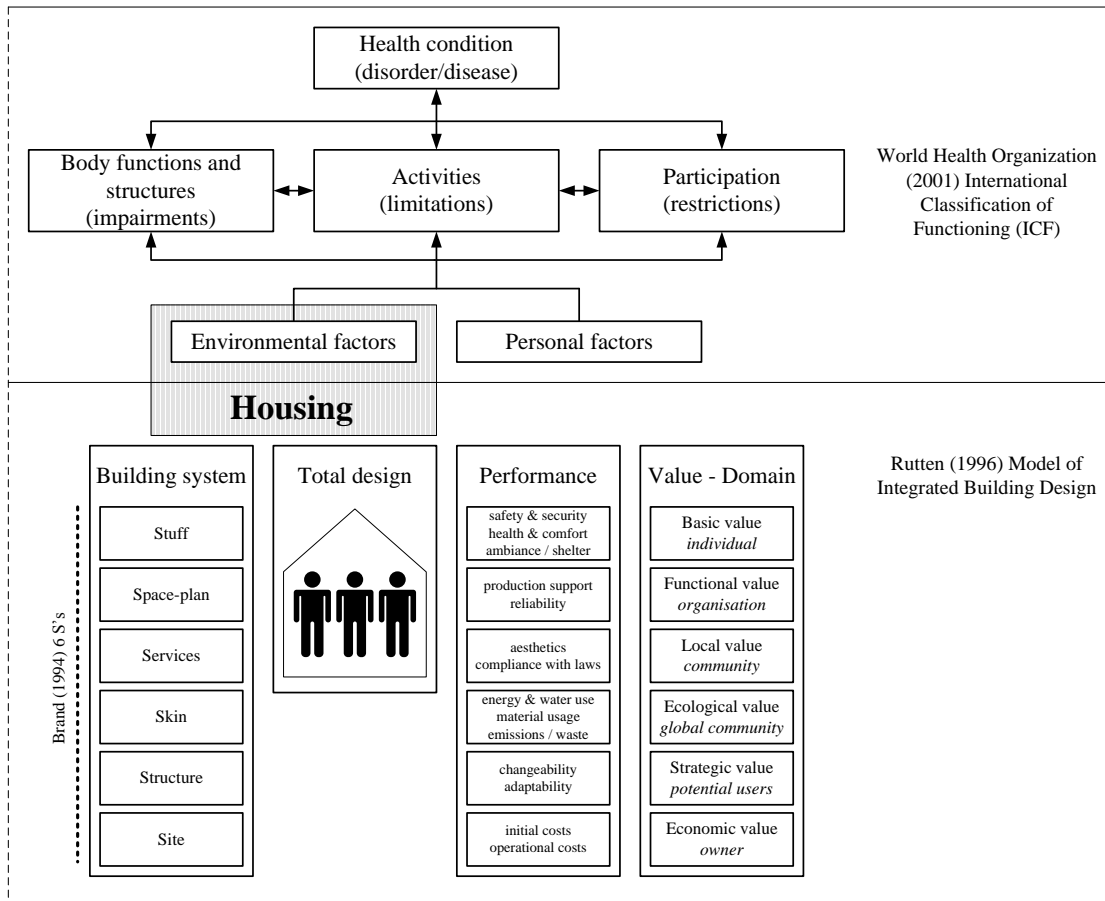 Health condition
(disorder/disease)
Body functions and
structures
(impairments)
Activities
(limitations)
Participation
(restrictions)
World Health Organization
(2001) International
Classification of
Functioning (ICF)
Environmental factors
Personal factors
Housing
Building system
Stuff
Space-plan
Services
Skin
Structure
Site
Brand (1994) 6 S’s
Total design
Performance
safety & security
health & comfort
ambiance / shelter
production support
reliability
aesthetics
compliance with laws
energy & water use
material usage
emissions / waste
changeability
adaptability
initial costs
operational costs
Value - Domain
Basic value
individual
Functional value
organisation
Local value
community
Ecological value
global community
Strategic value
potential users
Economic value
owner
Rutten (1996) Model of
Integrated Building Design